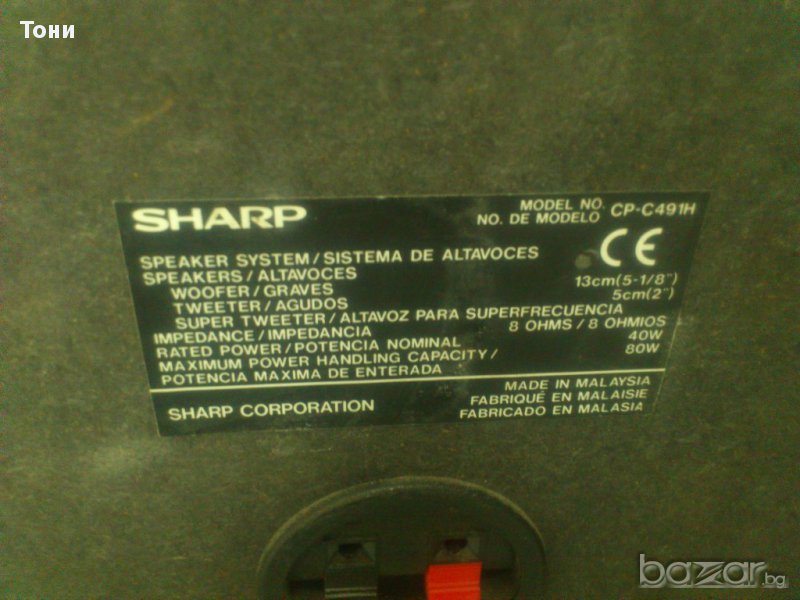 Тони
SHARP
MODEL NO. CP-C491H
NO. DE MODELO
CE
SPEAKER SYSTEM/SISTEMA DE ALTAVOCES
SPEAKERS/ALTAVOCES
WOOFER/GRAVES 13cm(5-1/8")
TWEETER/AGUDOS 5cm(2")
SUPER TWEETER/ALTAVOZ PARA SUPERFRECUENCIA
IMPEDANCE/IMPEDANCIA 8 OHMS/8 OHMIOS
RATED POWER/POTENCIA NOMINAL 40W
MAXIMUM POWER HANDLING CAPACITY/ 80W
POTENCIA MAXIMA DE ENTERADA
SHARP CORPORATION
MADE IN MALAYSIA
FABRIQUÉ EN MALAISIE
FABRICADO EN MALASIA
bazar.bg